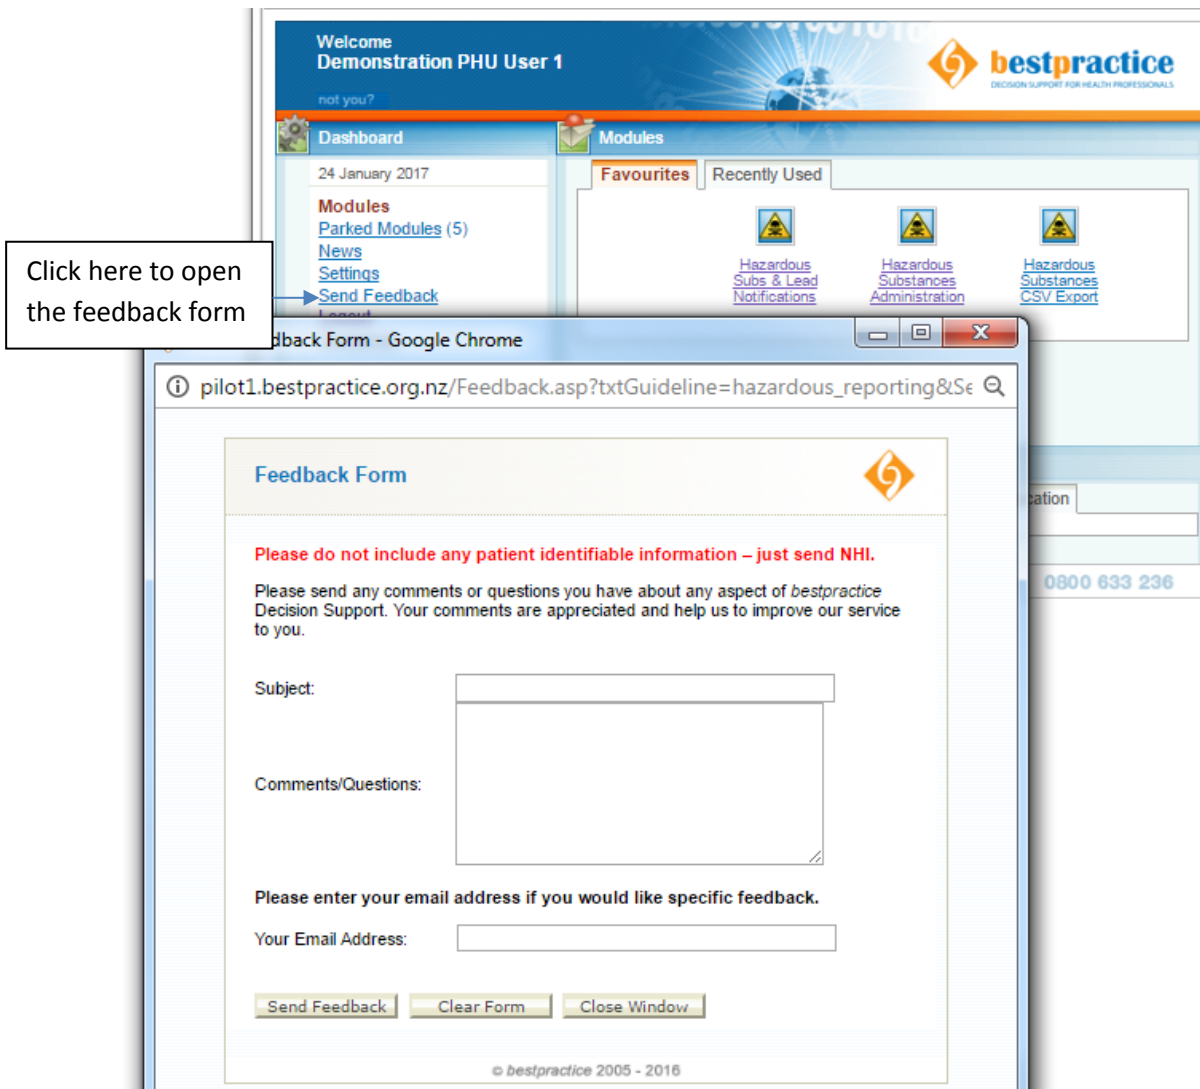 Welcome
Demonstration PHU User 1
not you?
bestpractice
DECISION SUPPORT FOR HEALTH PROFESSIONALS
Dashboard
Modules
24 January 2017
Favourites
Recently Used
Modules
Parked Modules (5)
News
Settings
Send Feedback
Logout
Hazardous
Subs & Lead
Notifications
Hazardous
Substances
Administration
Hazardous
Substances
CSV Export
Click here to open
the feedback form
dback Form - Google Chrome
pilot1.bestpractice.org.nz/Feedback.asp?txtGuideline=hazardous_reporting&Se
Feedback Form
cation
0800 633 236
Please do not include any patient identifiable information – just send NHI.
Please send any comments or questions you have about any aspect of bestpractice
Decision Support. Your comments are appreciated and help us to improve our service
to you.
Subject:
Comments/Questions:
Please enter your email address if you would like specific feedback.
Your Email Address:
Send Feedback
Clear Form
Close Window
© bestpractice 2005 - 2016